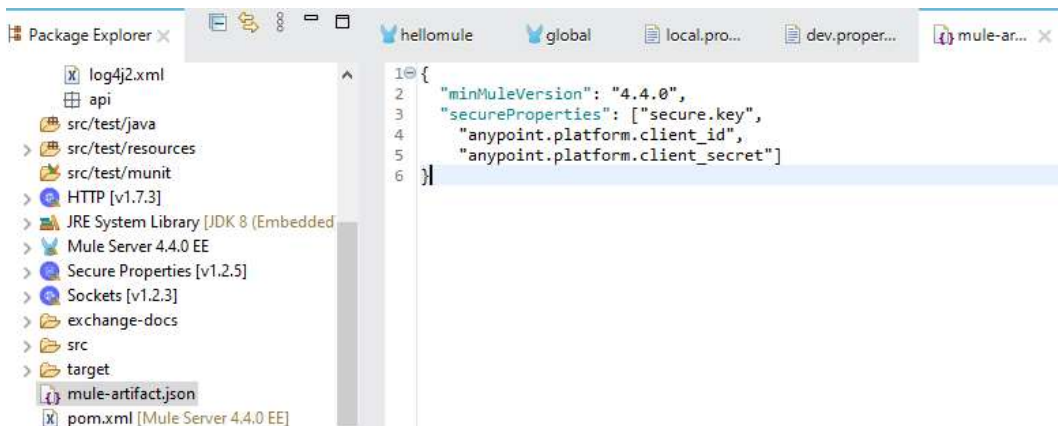 Package Explorer
hellomule
global
local.pro...
dev.proper...
mule-ar...
log4j2.xml
api
src/test/java
src/test/resources
src/test/munit
HTTP [v1.7.3]
JRE System Library [JDK 8 (Embedded
Mule Server 4.4.0 EE
Secure Properties [v1.2.5]
Sockets [v1.2.3]
exchange-docs
src
target
mule-artifact.json
pom.xml [Mule Server 4.4.0 EE]
1 {
2 "minMuleVersion": "4.4.0",
3 "secureProperties": ["secure.key",
4 "anypoint.platform.client_id",
5 "anypoint.platform.client_secret"]
6 }